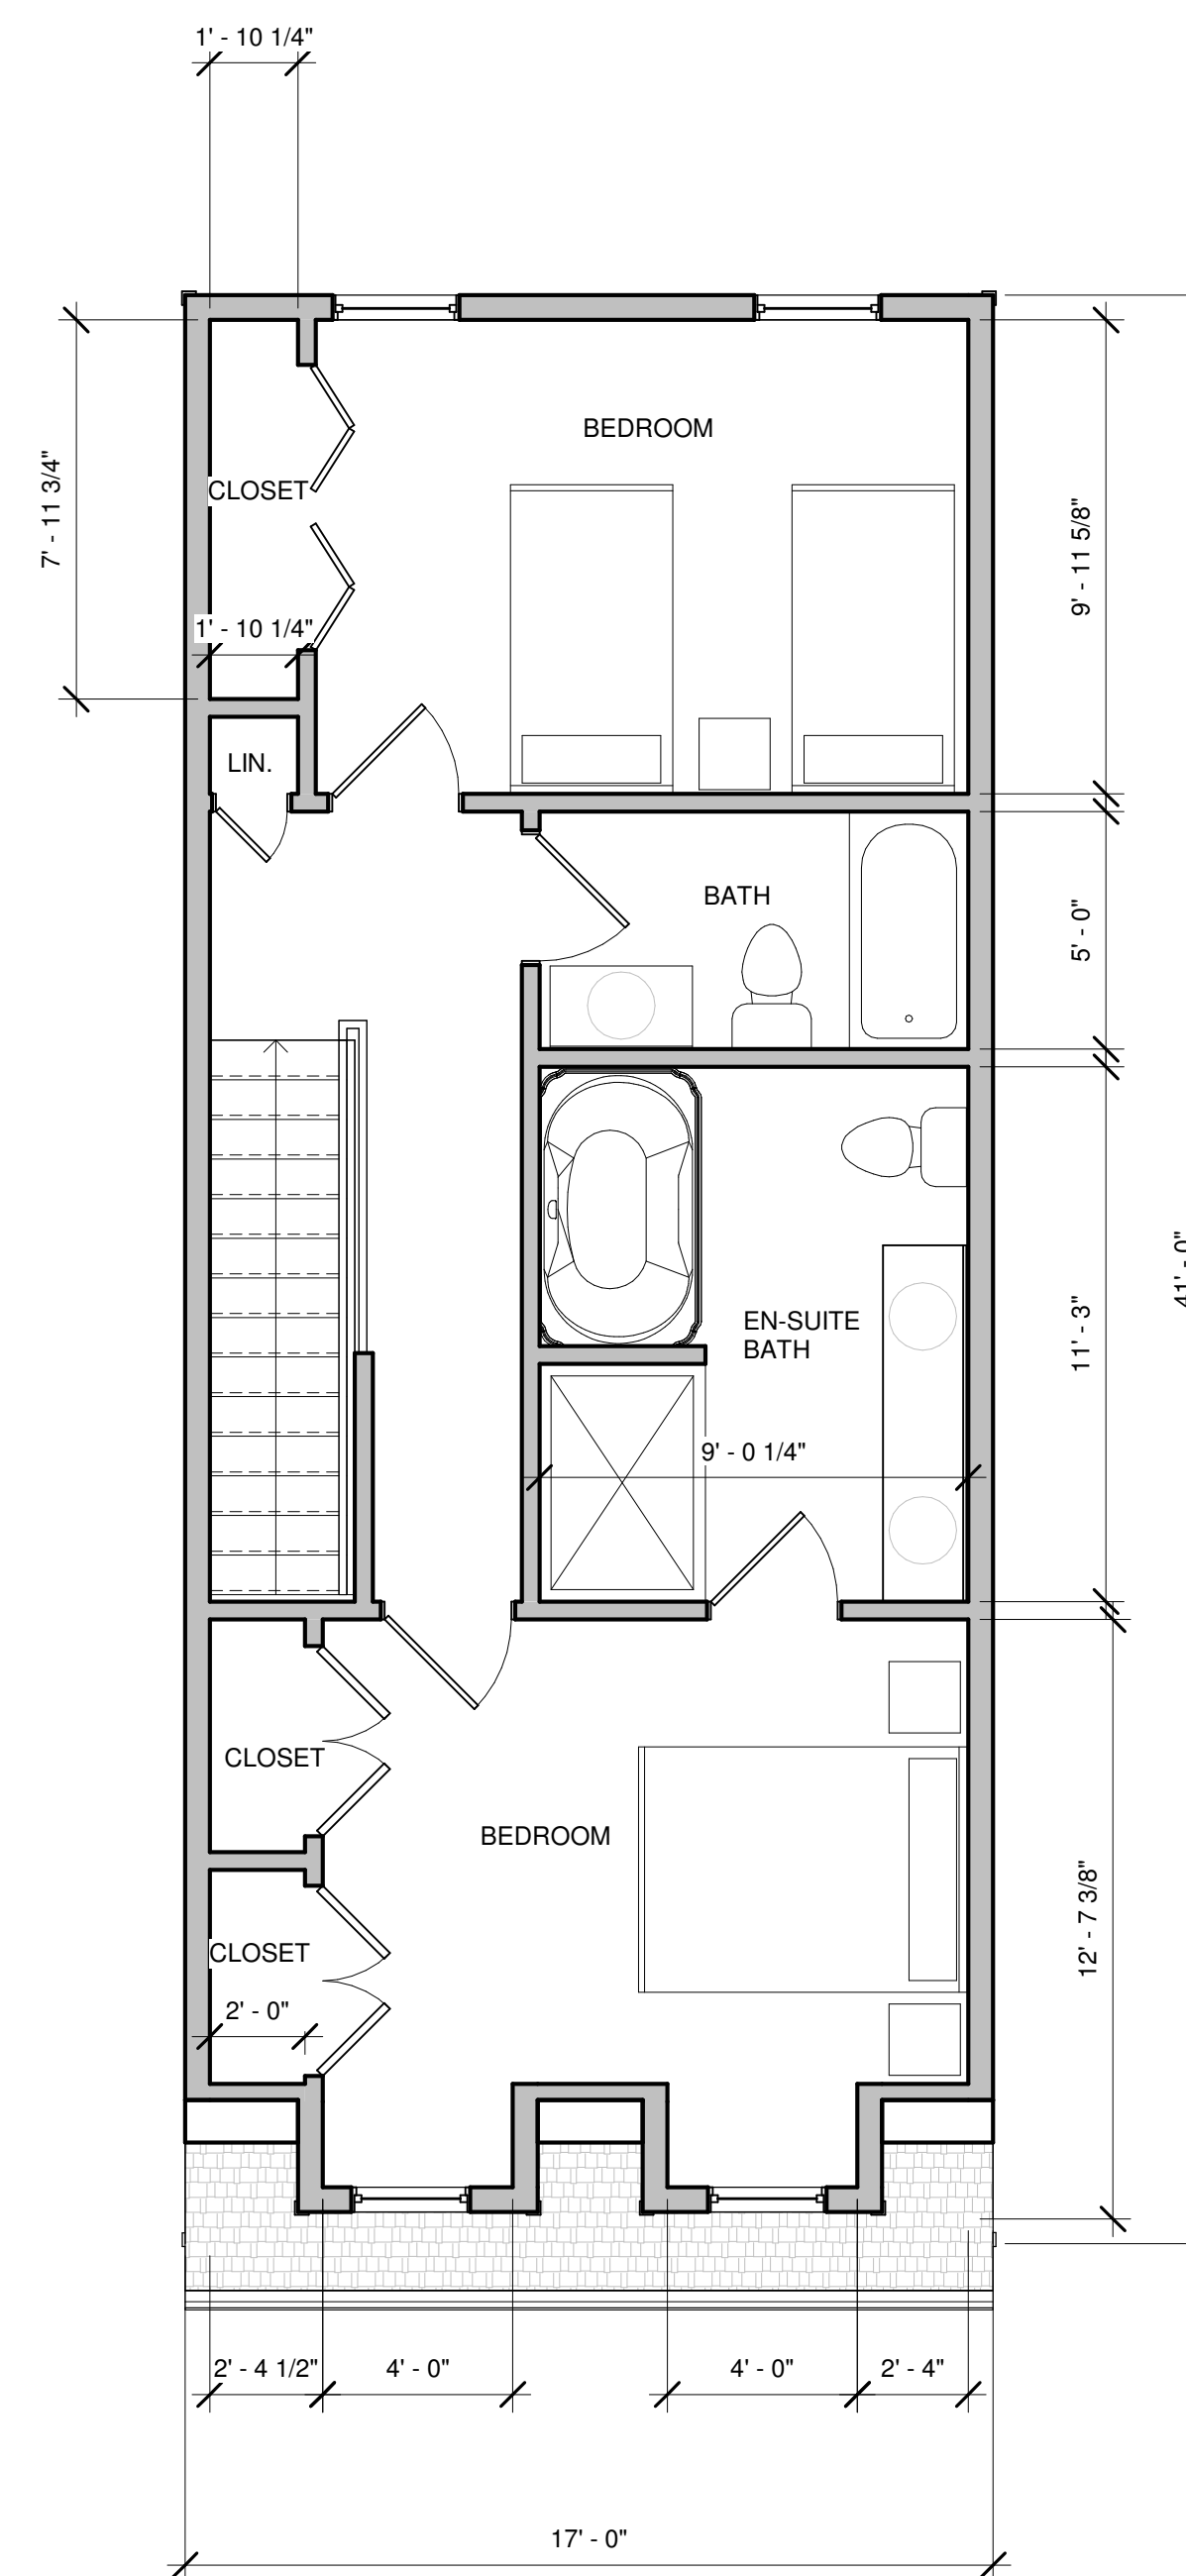 1' - 10 1/4"
BEDROOM
CLOSET
7' - 11 3/4"
9' - 11 5/8"
1' - 10 1/4"
LIN.
BATH
5' - 0"
41' - 0"
EN-SUITE
BATH
11' - 3"
9' - 0 1/4"
CLOSET
BEDROOM
12' - 7 3/8"
CLOSET
2' - 0"
2' - 4 1/2"
4' - 0"
4' - 0"
2' - 4"
17' - 0"